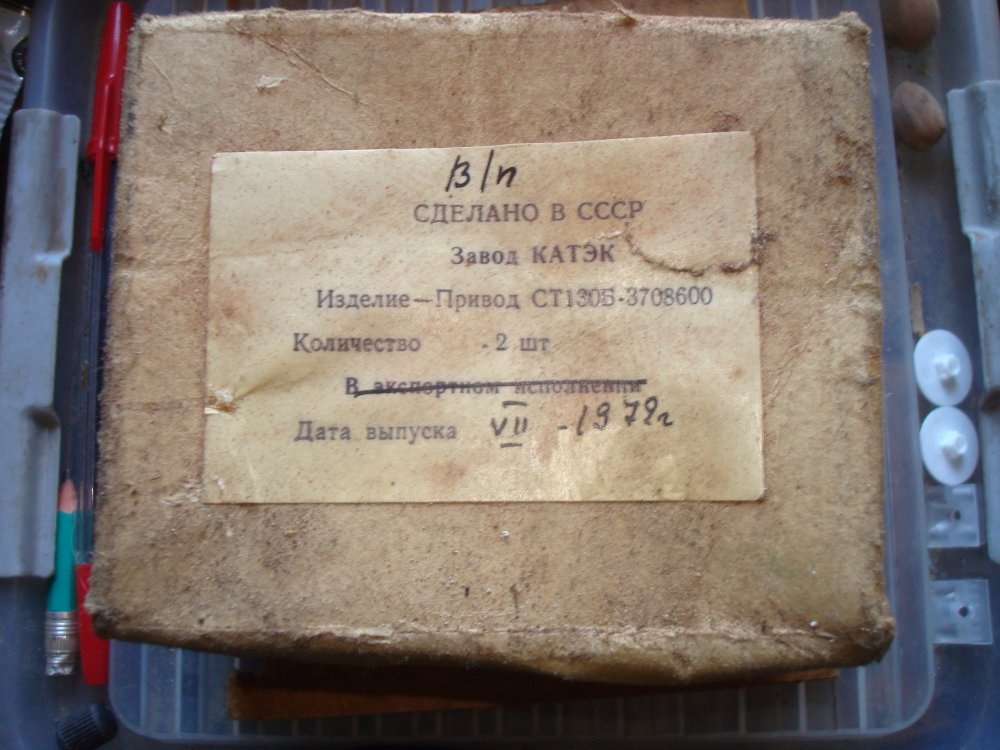 В/п
СДЕЛАНО В СССР
Завод КАТЭК
Изделие—Привод СТ130Б-3708600
Количество - 2 шт
В экспортном исполнении
Дата выпуска VII - 1979г